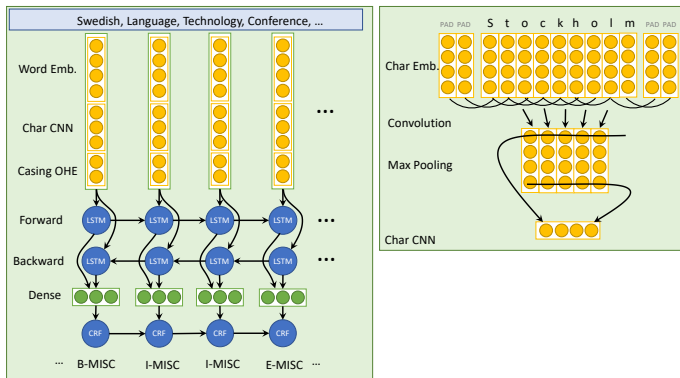 Swedish, Language, Technology, Conference, ...
Word Emb.
Char CNN
...
Casing OHE
Forward LSTM LSTM LSTM LSTM ...
Backward LSTM LSTM LSTM LSTM ...
Dense
CRF CRF CRF CRF
... B-MISC I-MISC I-MISC E-MISC ...
PAD PAD S t o c k h o l m PAD PAD
Char Emb.
Convolution
Max Pooling
Char CNN